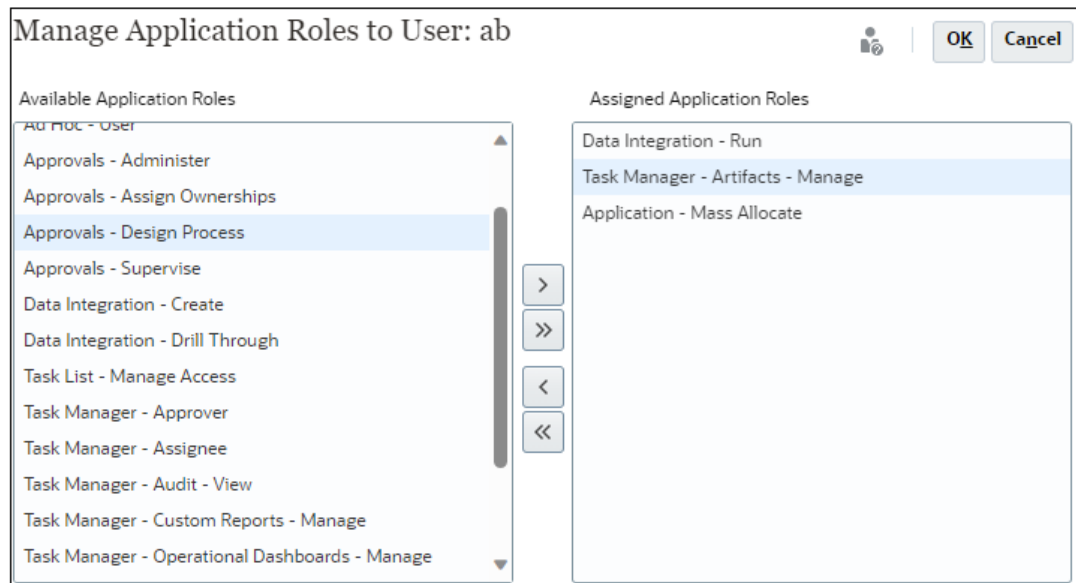 Manage Application Roles to User: ab
OK
Cancel
Available Application Roles
Ad Hoc - User
Approvals - Administer
Approvals - Assign Ownerships
Approvals - Design Process
Approvals - Supervise
Data Integration - Create
Data Integration - Drill Through
Task List - Manage Access
Task Manager - Approver
Task Manager - Assignee
Task Manager - Audit - View
Task Manager - Custom Reports - Manage
Task Manager - Operational Dashboards - Manage
Assigned Application Roles
Data Integration - Run
Task Manager - Artifacts - Manage
Application - Mass Allocate